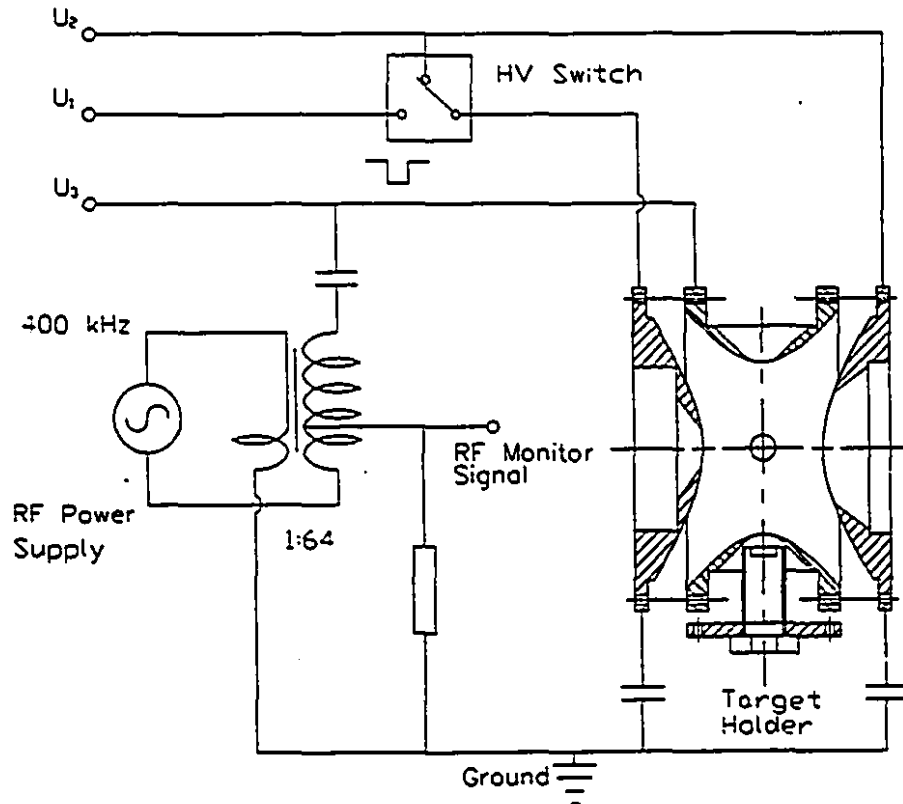 U₂
HV Switch
U₁
U₃
400 kHz
RF Monitor
Signal
RF Power
Supply
1:64
Target
Holder
Ground